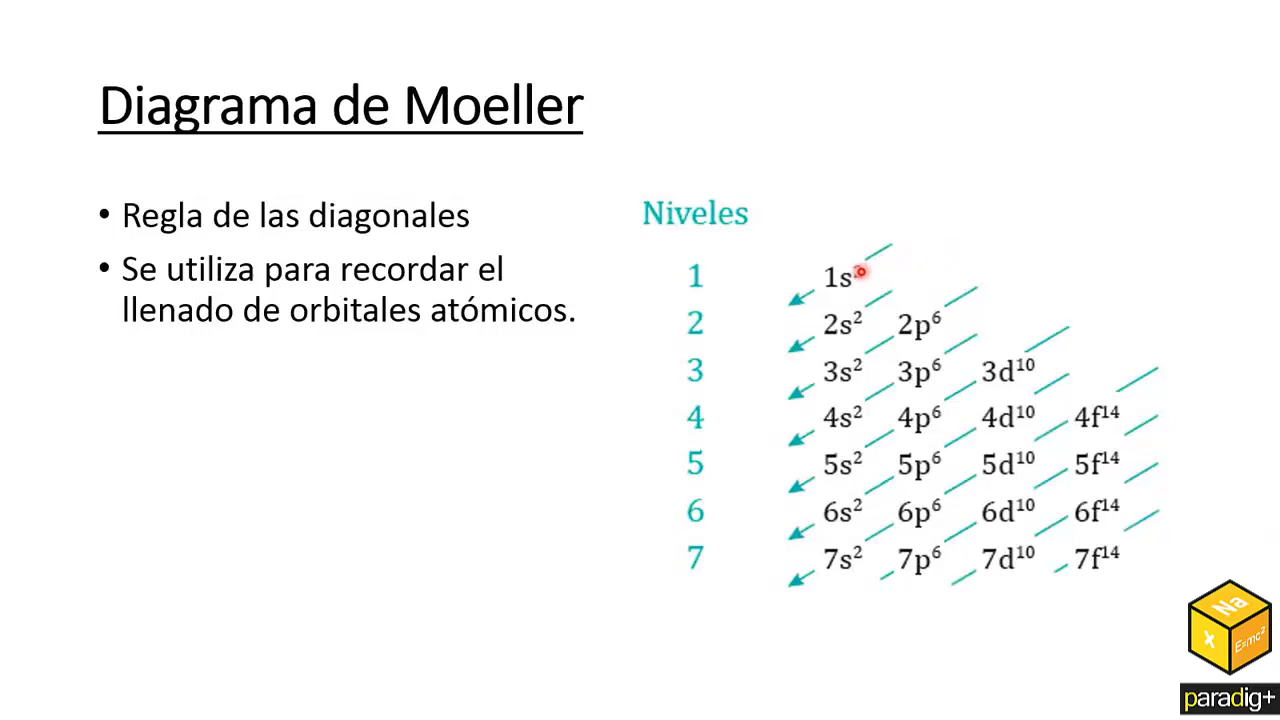 Diagrama de Moeller
• Regla de las diagonales
• Se utiliza para recordar el
llenado de orbitales atómicos.
Niveles
1 1s
2 2s² 2p⁶
3 3s² 3p⁶ 3d¹⁰
4 4s² 4p⁶ 4d¹⁰ 4f¹⁴
5 5s² 5p⁶ 5d¹⁰ 5f¹⁴
6 6s² 6p⁶ 6d¹⁰ 6f¹⁴
7 7s² 7p⁶ 7d¹⁰ 7f¹⁴
Na
X
E=mc²
paradig+